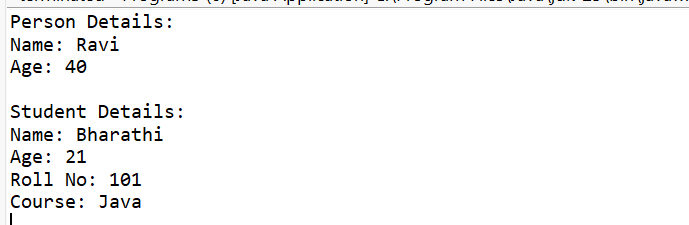 Person Details:
Name: Ravi
Age: 40
Student Details:
Name: Bharathi
Age: 21
Roll No: 101
Course: Java